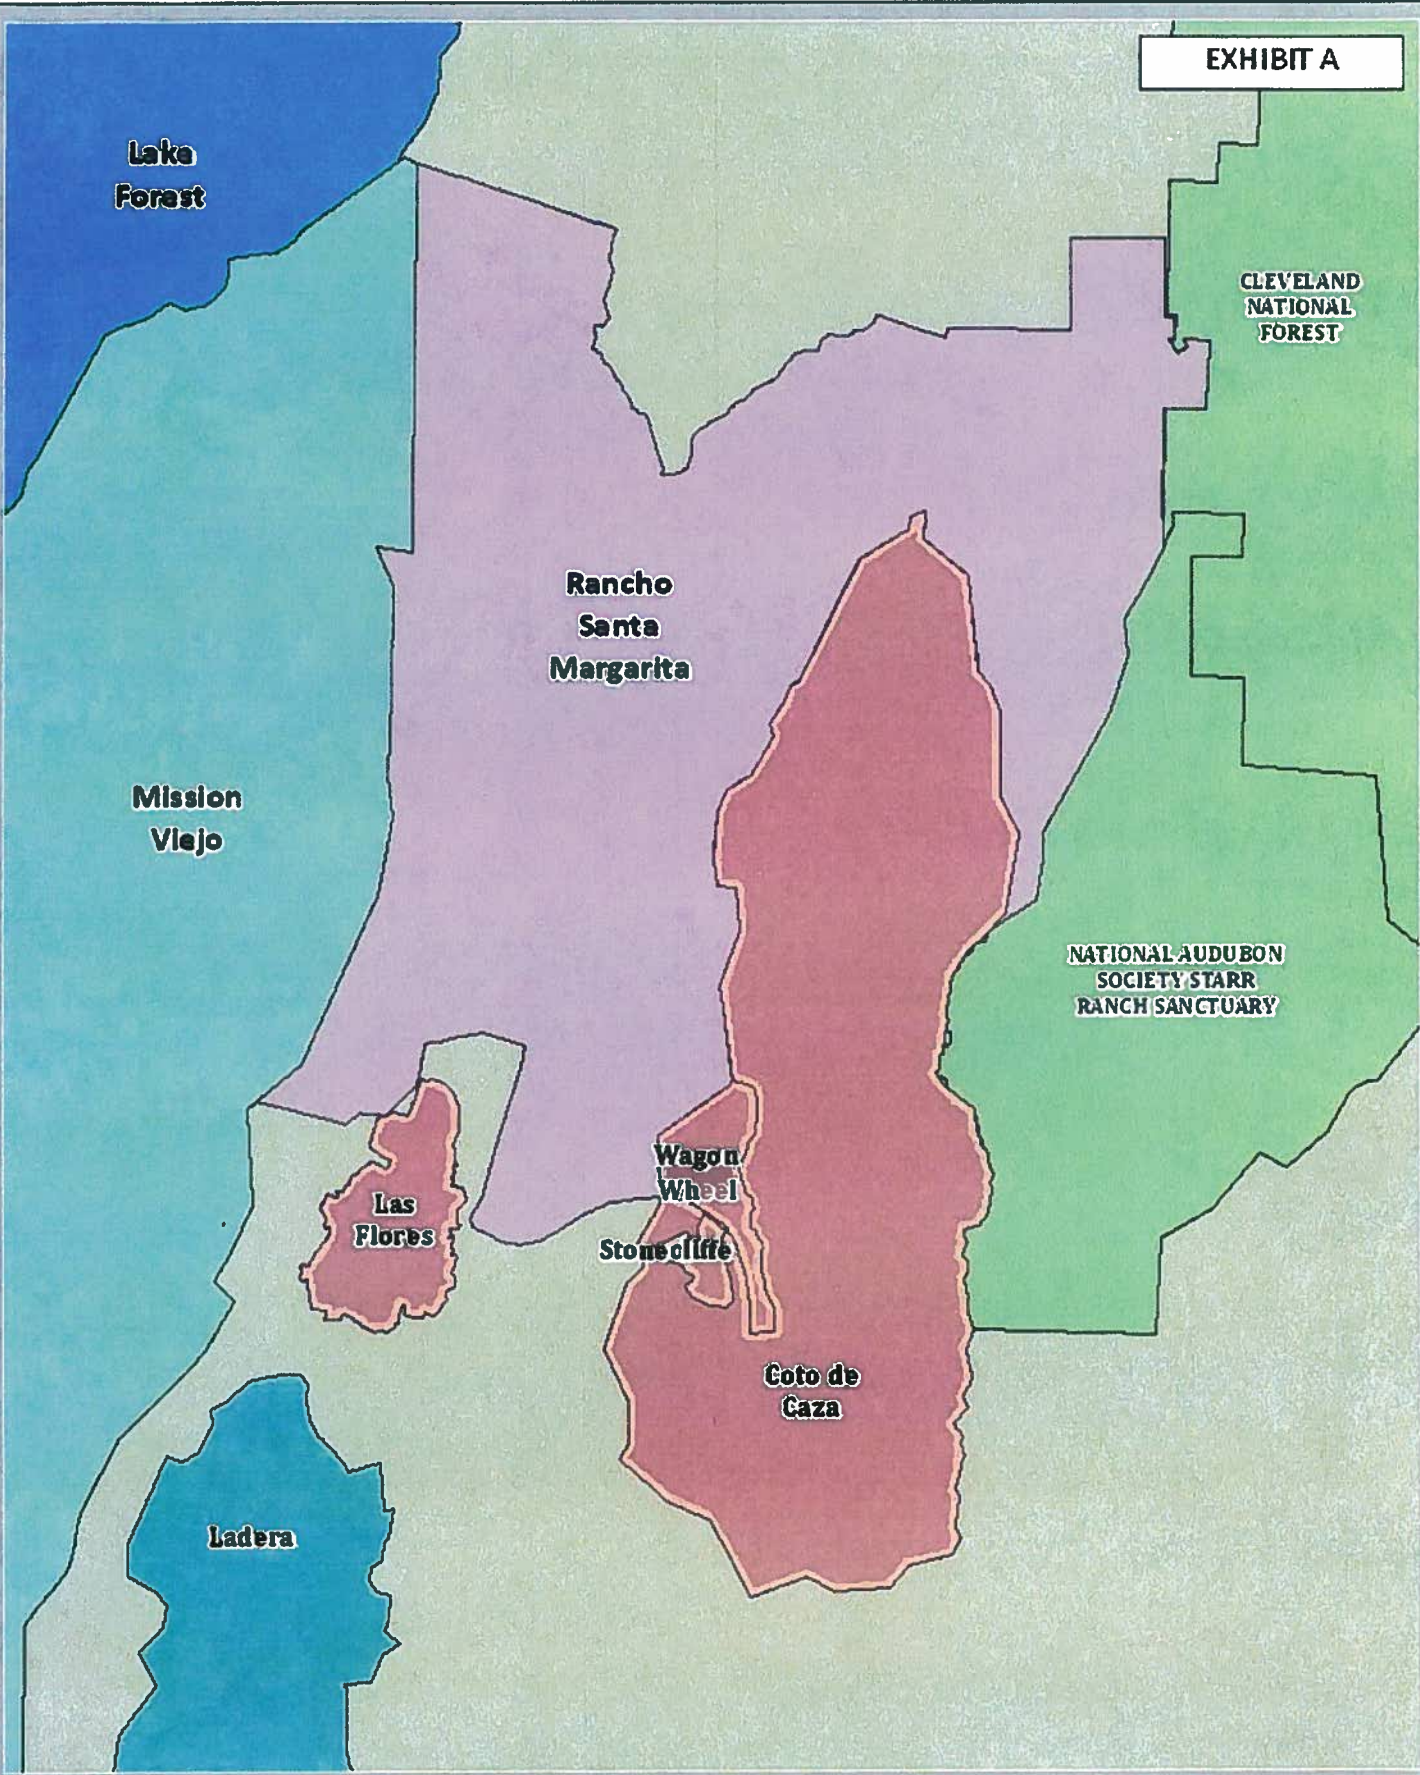 EXHIBIT A
Lake
Forest
CLEVELAND
NATIONAL
FOREST
Rancho
Santa
Margarita
Mission
Viejo
NATIONAL AUDUBON
SOCIETY STARR
RANCH SANCTUARY
Wagon
Wheel
Las
Flores
Stonecliffe
Coto de
Caza
Ladera